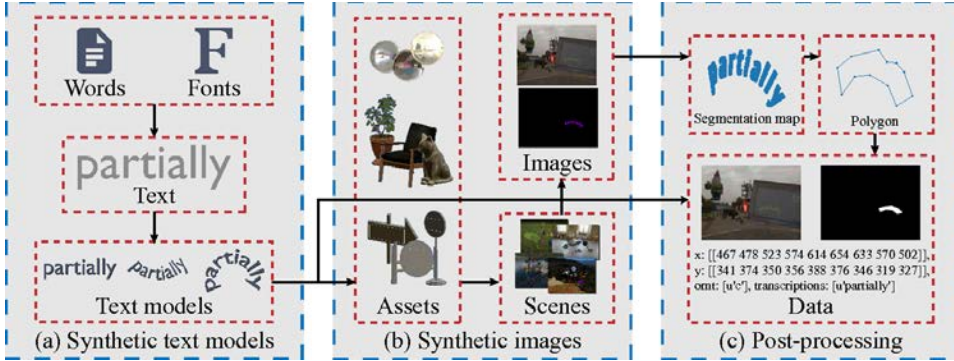 F
Words
Fonts
partially
Text
partially
partially
partially
Text models
(a) Synthetic text models
Images
Assets
Scenes
(b) Synthetic images
partially
Segmentation map
Polygon
x: [[467 478 523 574 614 654 633 570 502]],
y: [[341 374 350 356 388 376 346 319 327]],
ornt: [u'c'], transcriptions: [u'partially']
Data
(c) Post-processing